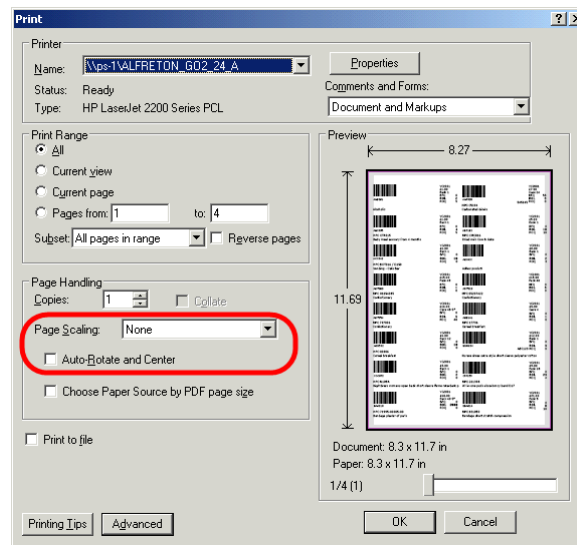 Print
Printer
Name: \\ps-1\ALFRETON_GO2_24_A Properties
Status: Ready Comments and Forms:
Type: HP LaserJet 2200 Series PCL Document and Markups
Print Range
All
Current view
Current page
Pages from: 1 to: 4
Subset: All pages in range Reverse pages
Page Handling
Copies: 1 Collate
Page Scaling: None
Auto-Rotate and Center
Choose Paper Source by PDF page size
Print to file
Preview
8.27
11.69
Document: 8.3 x 11.7 in
Paper: 8.3 x 11.7 in
1/4 (1)
Printing Tips Advanced OK Cancel